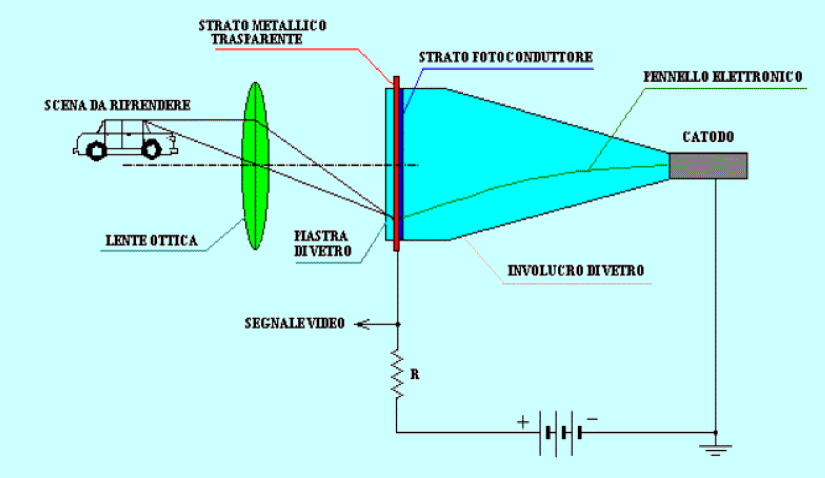 STRATO METALLICO
TRASPARENTE
STRATO FOTOCONDUTTORE
PENNELLO ELETTRONICO
SCENA DA RIPRENDERE
CATODO
LENTE OTTICA
PIASTRA
DI VETRO
INVOLUCRO DI VETRO
SEGNALE VIDEO
R
+ −